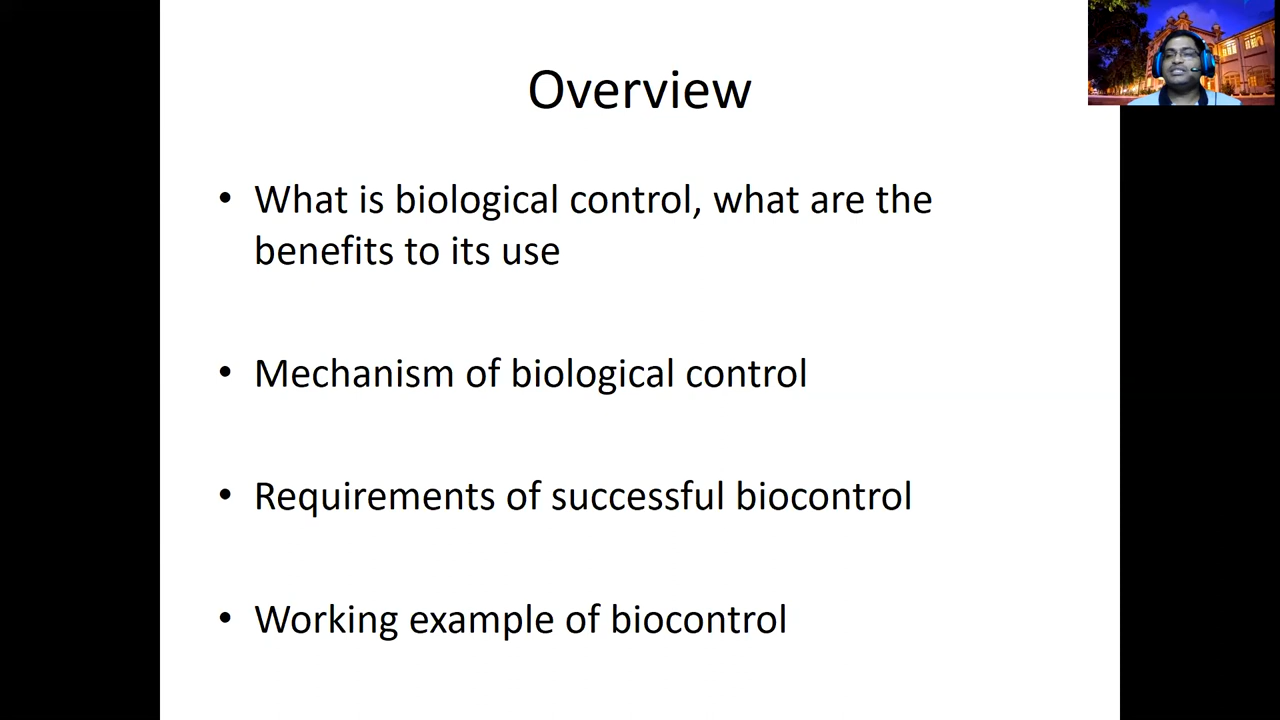 Overview
• What is biological control, what are the
benefits to its use
• Mechanism of biological control
• Requirements of successful biocontrol
• Working example of biocontrol